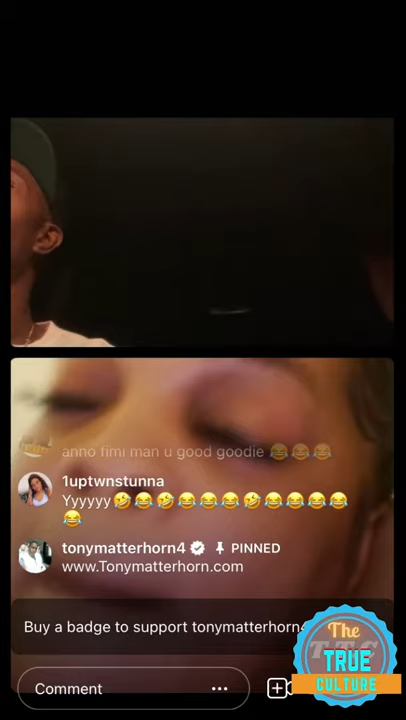 anno fimi man u good goodie 😂😂😂
1uptwnstunna
Yyyyyy🤣😂🤣😂😂😂🤣😂😂😂😂
😂
tonymatterhorn4 PINNED
www.Tonymatterhorn.com
Buy a badge to support tonymatterhorn4
The
TRUE
CULTURE
Comment